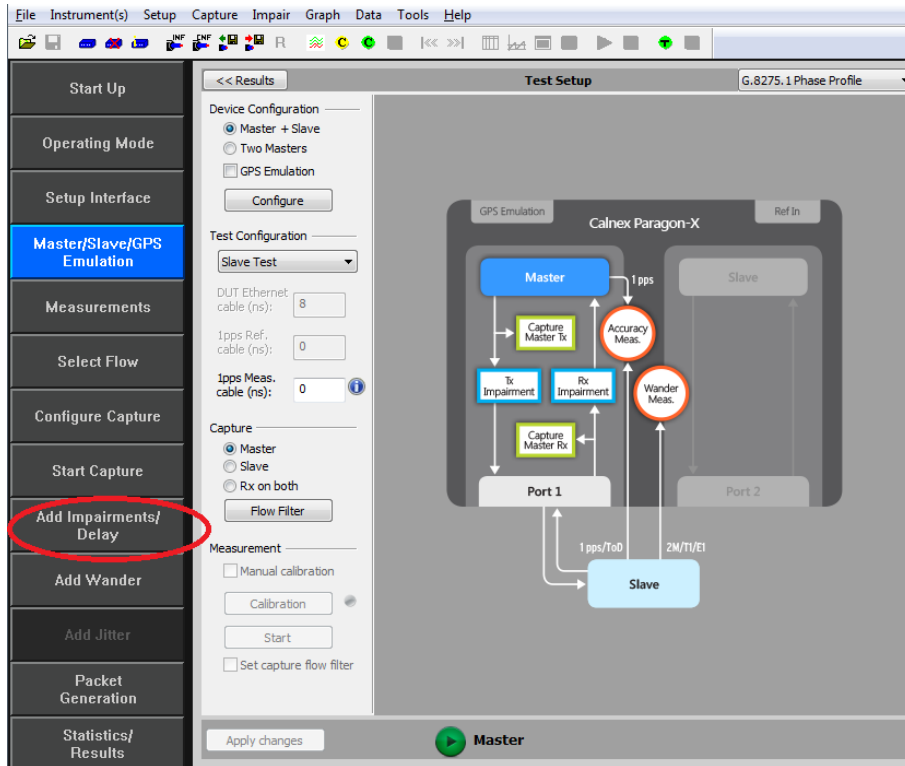 File Instrument(s) Setup Capture Impair Graph Data Tools Help
Start Up
Operating Mode
Setup Interface
Master/Slave/GPS
Emulation
Measurements
Select Flow
Configure Capture
Start Capture
Add Impairments/
Delay
Add Wander
Add Jitter
Packet
Generation
Statistics/
Results
<< Results
Test Setup
G.8275.1 Phase Profile
Device Configuration
Master + Slave
Two Masters
GPS Emulation
Configure
Test Configuration
Slave Test
DUT Ethernet
cable (ns):
8
1pps Ref.
cable (ns):
0
1pps Meas.
cable (ns):
0
Capture
Master
Slave
Rx on both
Flow Filter
Measurement
Manual calibration
Calibration
Start
Set capture flow filter
GPS Emulation
Calnex Paragon-X
Ref In
Master
1 pps
Slave
Capture
Master Tx
Accuracy
Meas.
Tx
Impairment
Rx
Impairment
Wander
Meas.
Capture
Master Rx
Port 1
Port 2
1 pps/ToD
2M/T1/E1
Slave
Apply changes
Master